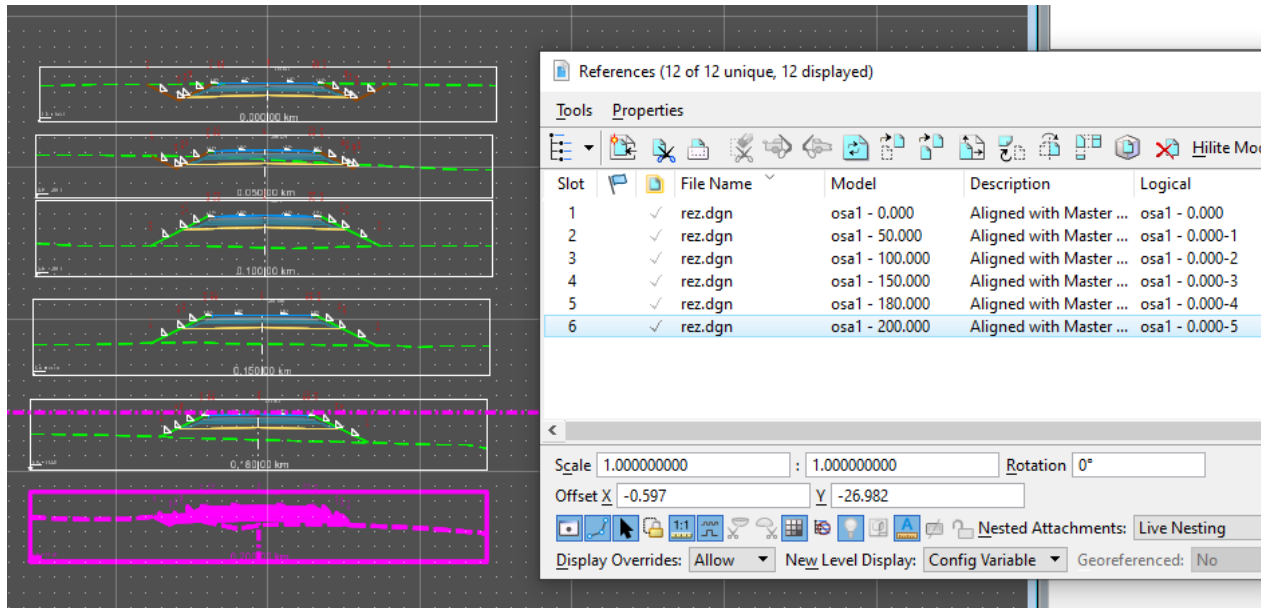 References (12 of 12 unique, 12 displayed)
Tools Properties
Hilite Mo
Slot File Name Model Description Logical
1 rez.dgn osa1 - 0.000 Aligned with Master ... osa1 - 0.000
2 rez.dgn osa1 - 50.000 Aligned with Master ... osa1 - 0.000-1
3 rez.dgn osa1 - 100.000 Aligned with Master ... osa1 - 0.000-2
4 rez.dgn osa1 - 150.000 Aligned with Master ... osa1 - 0.000-3
5 rez.dgn osa1 - 180.000 Aligned with Master ... osa1 - 0.000-4
6 rez.dgn osa1 - 200.000 Aligned with Master ... osa1 - 0.000-5
Scale 1.000000000 : 1.000000000 Rotation 0°
Offset X -0.597 Y -26.982
1:1 A Nested Attachments: Live Nesting
Display Overrides: Allow New Level Display: Config Variable Georeferenced: No
0.000|00 km
0.050|00 km
0.100|00 km
0.150|00 km
0.180|00 km